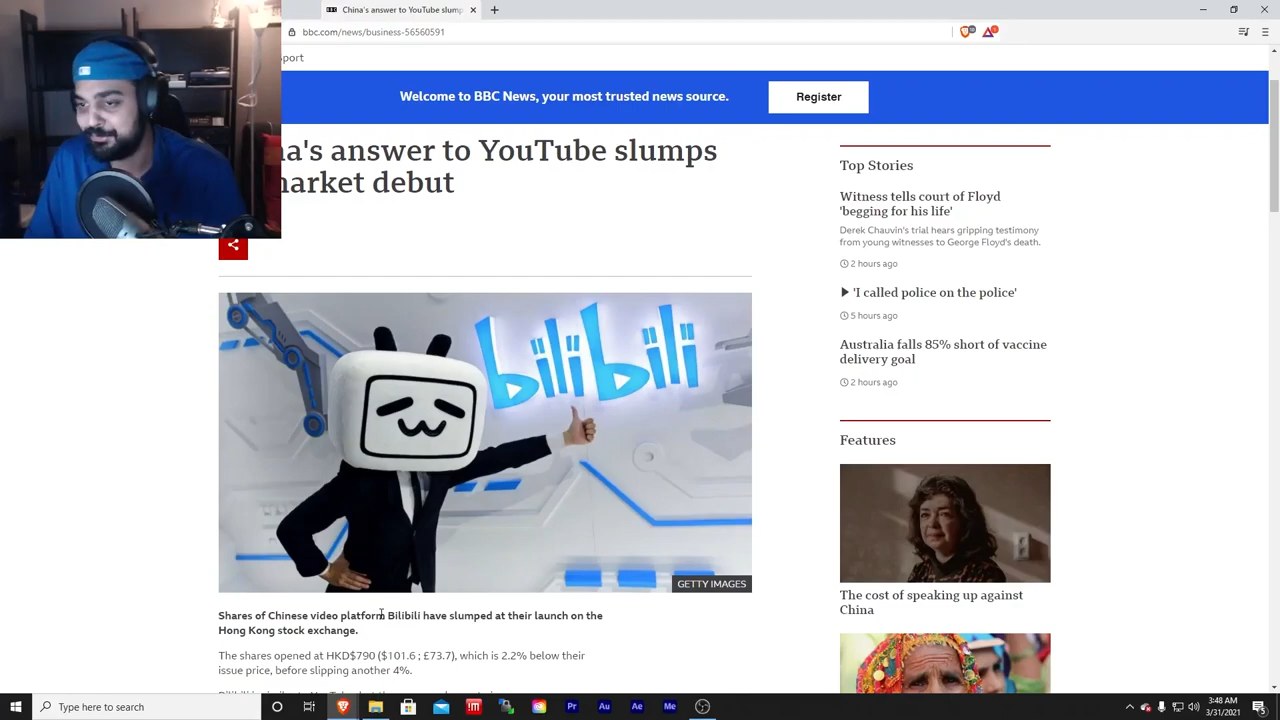 China's answer to YouTube slump
bbc.com/news/business-56560591
port
Welcome to BBC News, your most trusted news source.
Register
na's answer to YouTube slumps
market debut
bilibili
GETTY IMAGES
Shares of Chinese video platform Bilibili have slumped at their launch on the
Hong Kong stock exchange.
The shares opened at HKD$790 ($101.6 ; £73.7), which is 2.2% below their
issue price, before slipping another 4%.
Top Stories
Witness tells court of Floyd
'begging for his life'
Derek Chauvin's trial hears gripping testimony
from young witnesses to George Floyd's death.
2 hours ago
'I called police on the police'
5 hours ago
Australia falls 85% short of vaccine
delivery goal
2 hours ago
Features
The cost of speaking up against
China
Type here to search
Pr
Au
Ae
Me
3:48 AM
3/31/2021